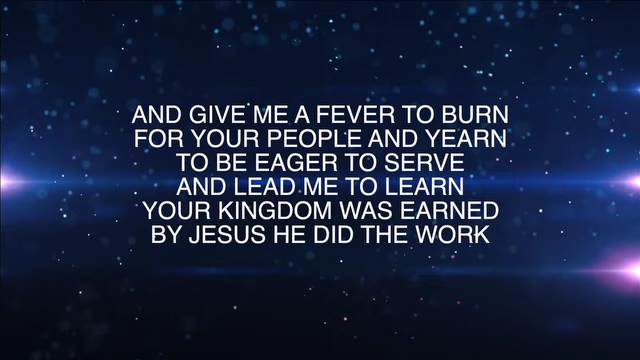 AND GIVE ME A FEVER TO BURN
FOR YOUR PEOPLE AND YEARN
TO BE EAGER TO SERVE
AND LEAD ME TO LEARN
YOUR KINGDOM WAS EARNED
BY JESUS HE DID THE WORK